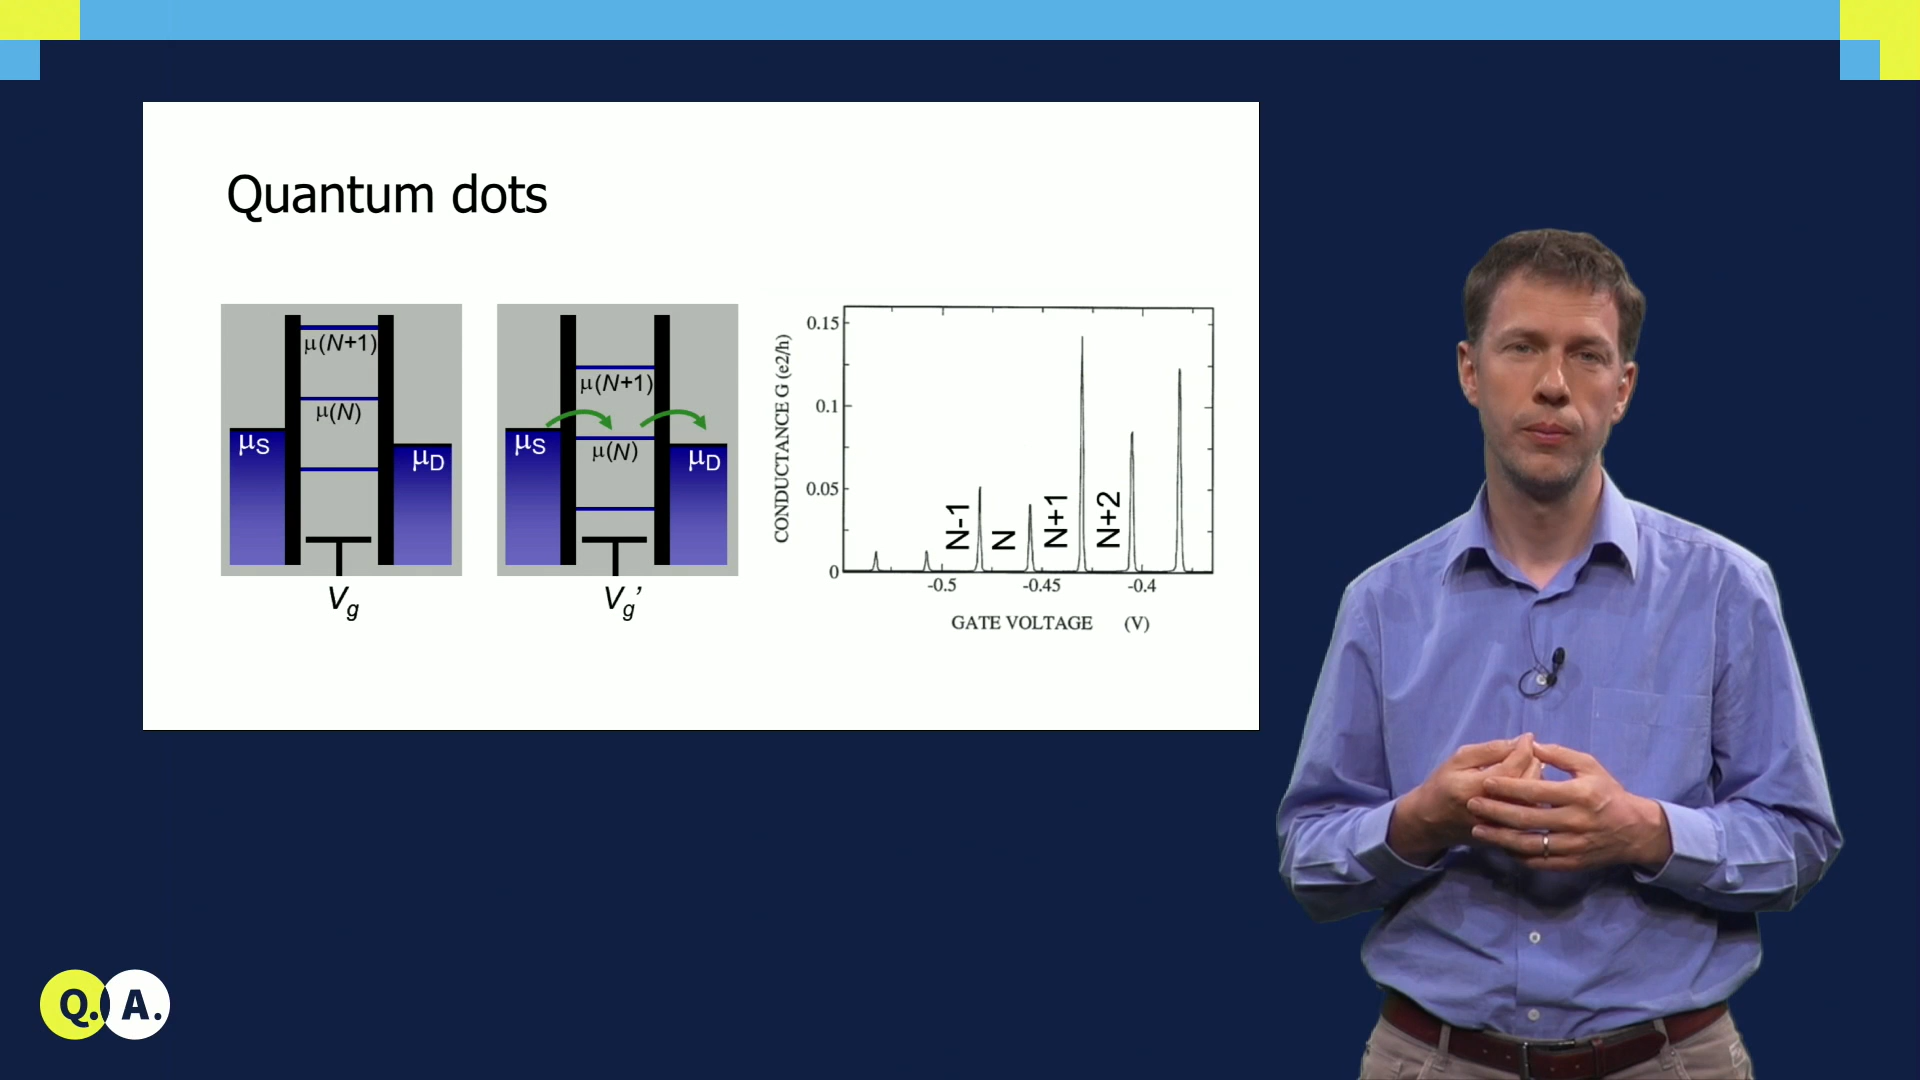 Quantum dots
μ(N+1)
μ(N)
μS
μD
Vg
μ(N+1)
μ(N)
μS
μD
Vg’
CONDUCTANCE G (e2/h)
0.15
0.1
0.05
0
N-1
N
N+1
N+2
-0.5
-0.45
-0.4
GATE VOLTAGE (V)
Q. A.